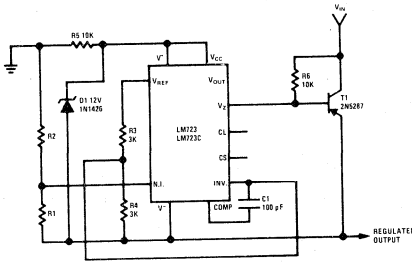 VIN
R5 10K
V-
VCC
VREF
VOUT
R6
10K
D1 12V
1N1426
R3
3K
VZ
T1
2N5287
R2
LM723
LM723C
CL
CS
N.I.
INV.
R4
3K
R1
V-
COMP
C1
100 pF
REGULATED
OUTPUT